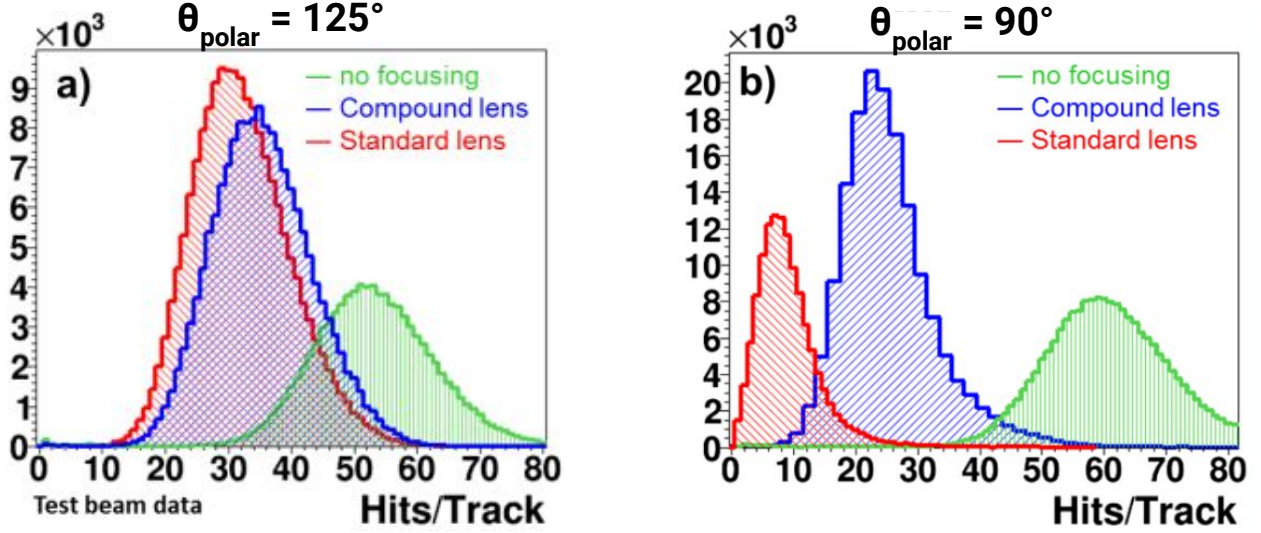 θpolar = 125°
×10³
a)
no focusing
Compound lens
Standard lens
9
8
7
6
5
4
3
2
1
0
0 10 20 30 40 50 60 70 80
Test beam data
Hits/Track
θpolar = 90°
×10³
b)
no focusing
Compound lens
Standard lens
20
18
16
14
12
10
8
6
4
2
0
0 10 20 30 40 50 60 70 80
Hits/Track